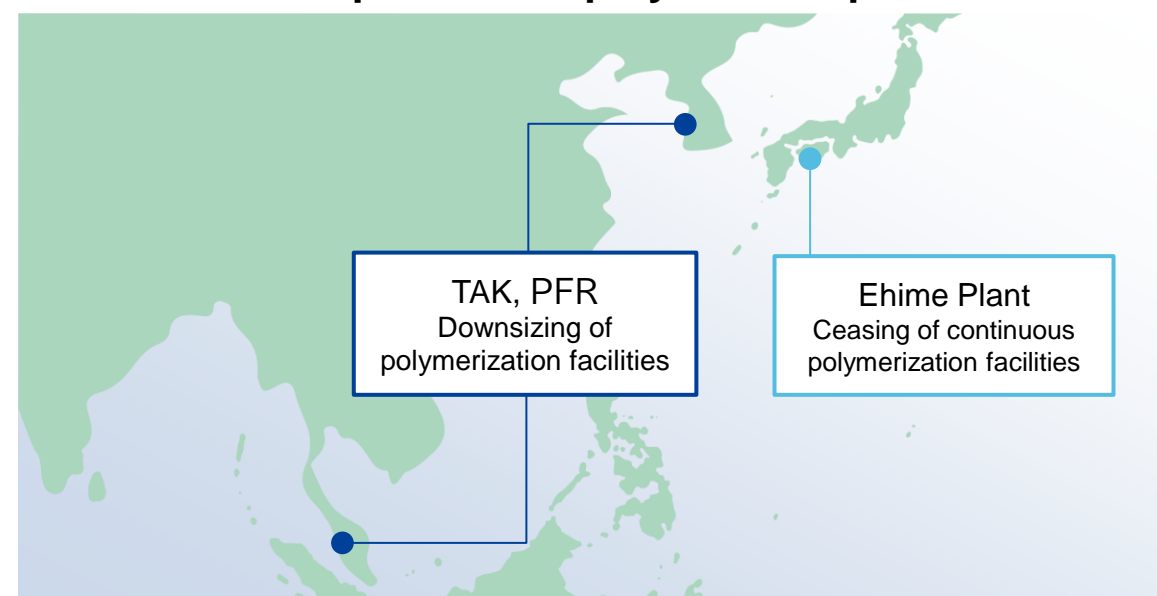 TAK, PFR
Downsizing of
polymerization facilities
Ehime Plant
Ceasing of continuous
polymerization facilities